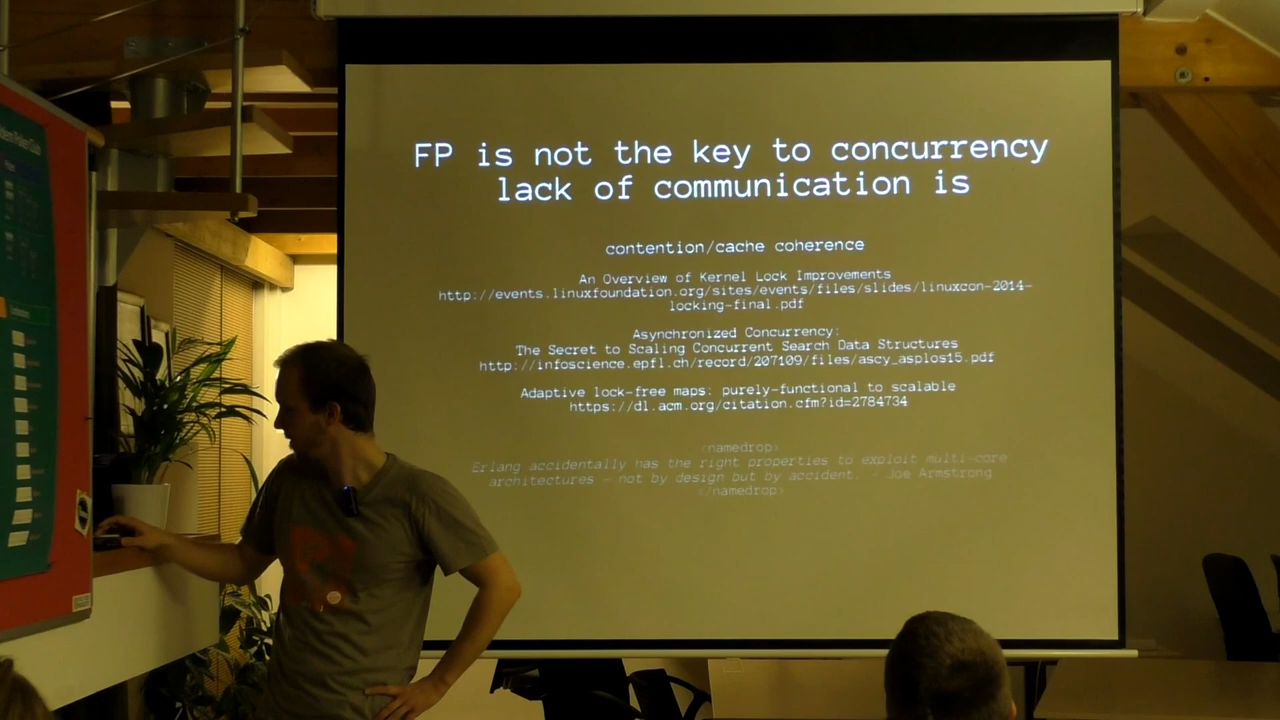 FP is not the key to concurrency
lack of communication is
contention/cache coherence
An Overview of Kernel Lock Improvements
http://events.linuxfoundation.org/sites/events/files/slides/linuxcon-2014-
locking-final.pdf
Asynchronized Concurrency:
The Secret to Scaling Concurrent Search Data Structures
http://infoscience.epfl.ch/record/207109/files/ascy_asplos15.pdf
Adaptive lock-free maps: purely-functional to scalable
https://dl.acm.org/citation.cfm?id=2784734
<namedrop>
Erlang accidentally has the right properties to exploit multi-core
architectures - not by design but by accident. - Joe Armstrong
</namedrop>